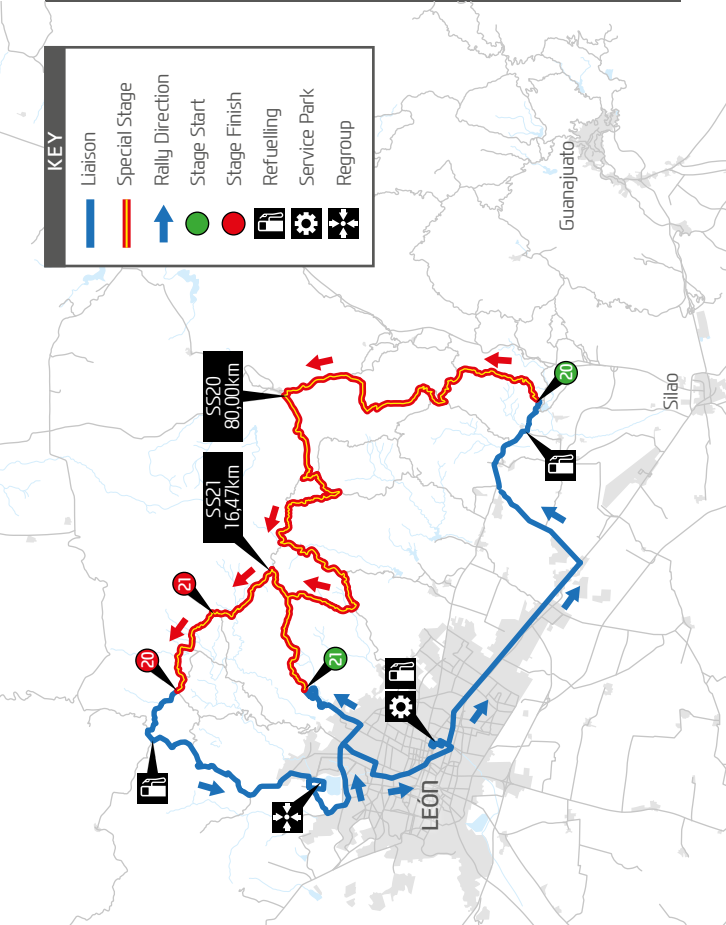 KEY
Liaison
Special Stage
Rally Direction
Stage Start
Stage Finish
Refuelling
Service Park
Regroup
Guanajuato
SS20
80,00km
SS21
16,47km
20
Silao
21
20
21
LEÓN